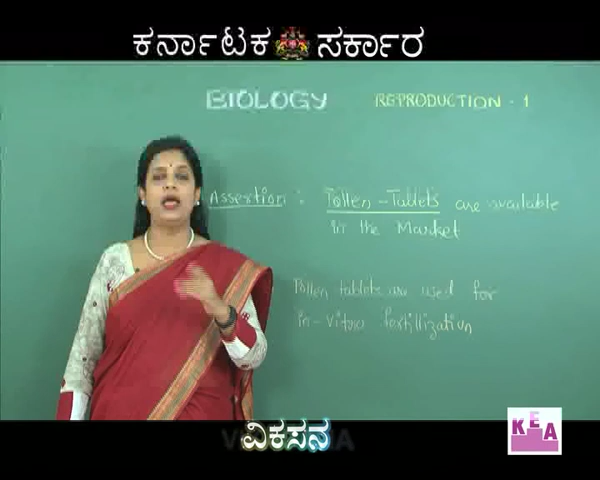 ಕರ್ನಾಟಕ ಸರ್ಕಾರ
BIOLOGY REPRODUCTION - 1
Assertion : Pollen - Tablets are available
in the Market
Pollen tablets are used for
in-vitro fertillization
ವಿಕಸನ
KEA